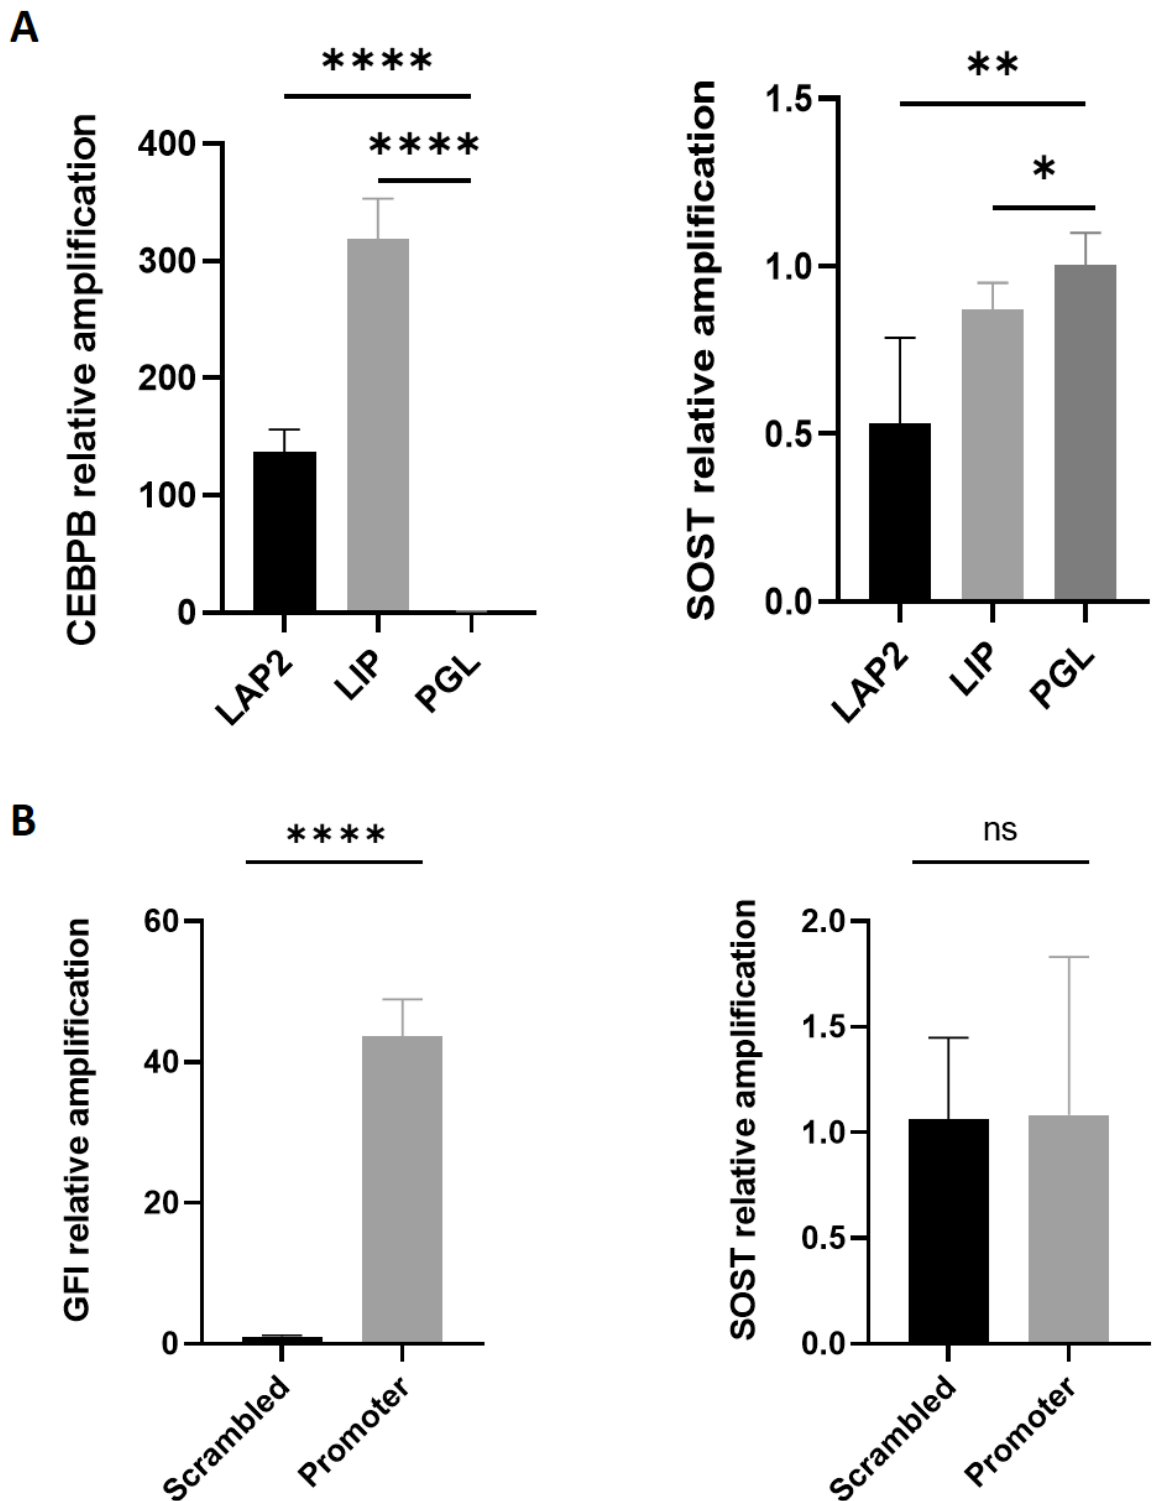 A
****
****
CEBPB relative amplification
400
300
200
100
0
LAP2
LIP
PGL
**
*
SOST relative amplification
1.5
1.0
0.5
0.0
LAP2
LIP
PGL
B
****
GFI relative amplification
60
40
20
0
Scrambled
Promoter
ns
SOST relative amplification
2.0
1.5
1.0
0.5
0.0
Scrambled
Promoter